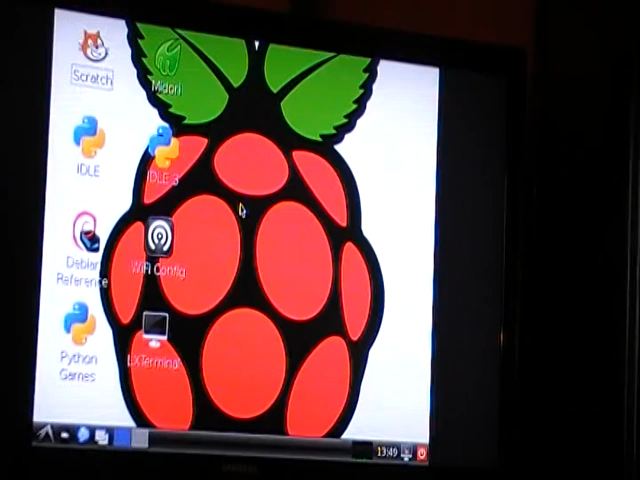 Scratch
Midori
IDLE
IDLE 3
Debian
Reference
WiFi Config
Python
Games
LXTerminal
13:49